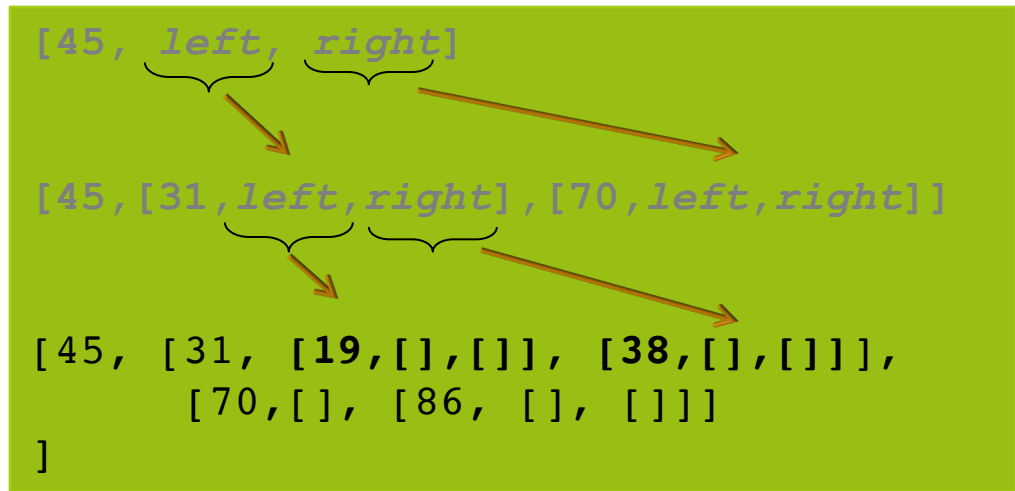 [45, left, right]
[45,[31,left,right],[70,left,right]]
[45, [31, [19,[],[]], [38,[],[]]],
[70,[], [86, [], []]]
]